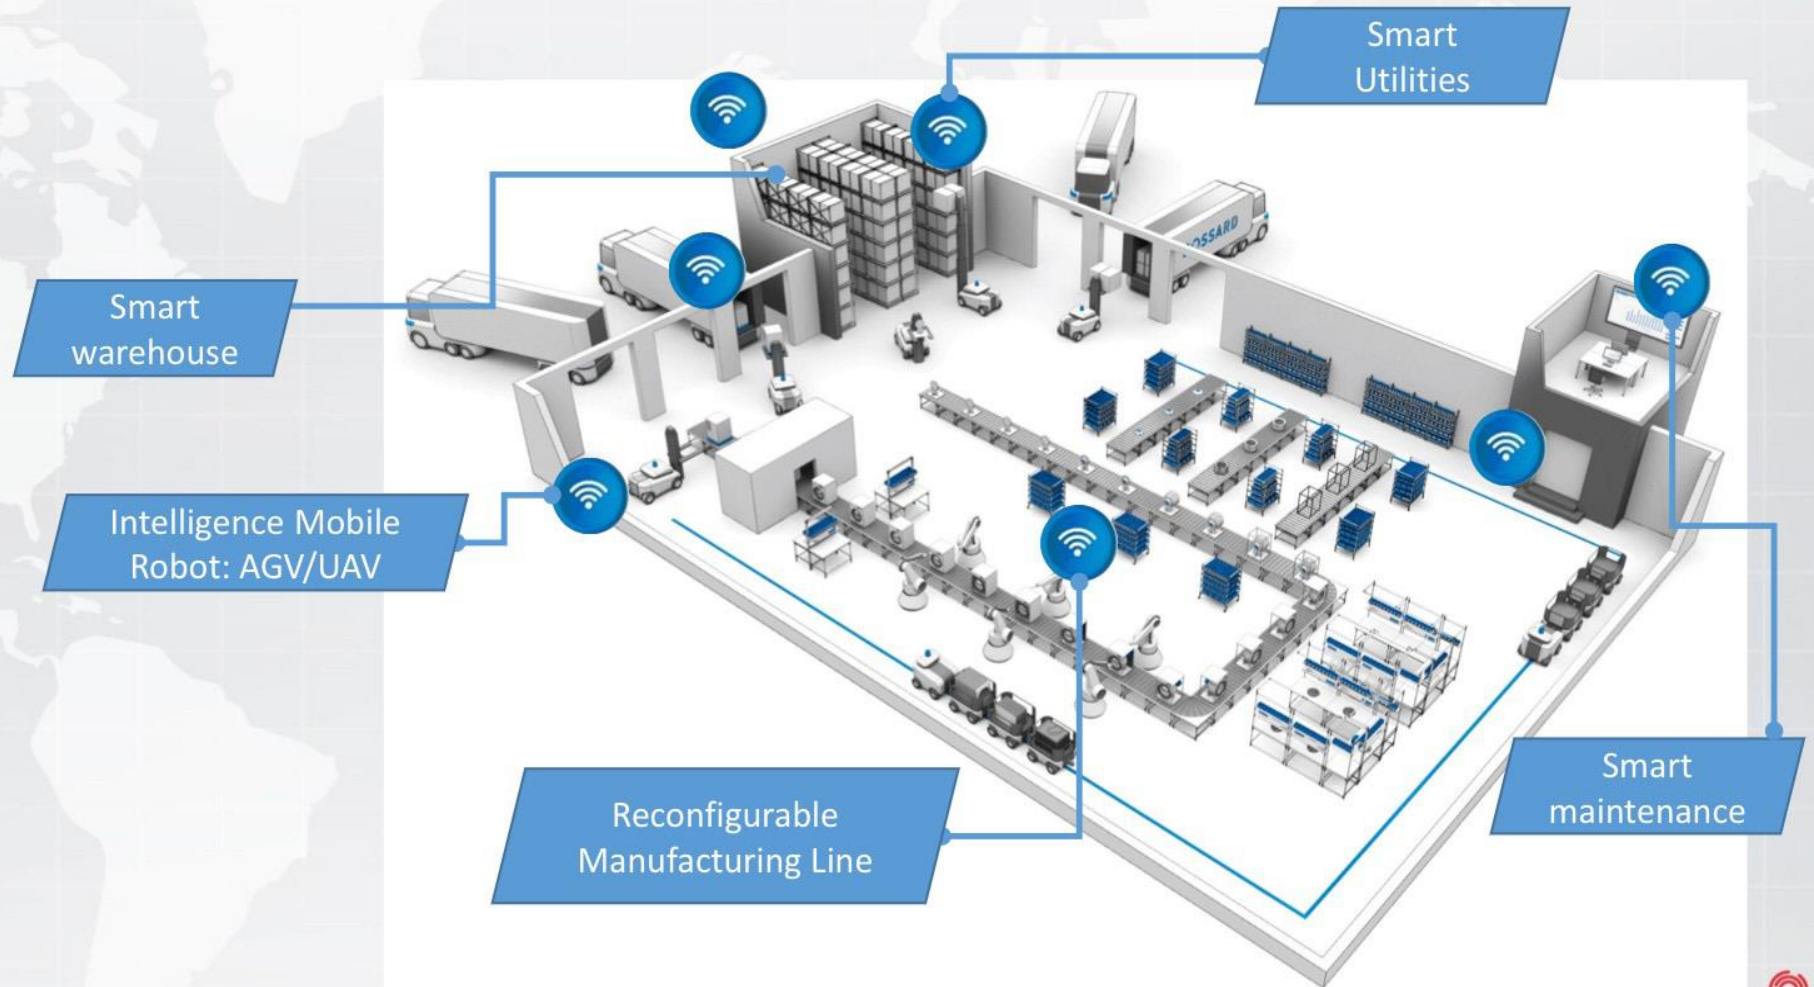 Smart
Utilities
Smart
warehouse
Intelligence Mobile
Robot: AGV/UAV
Reconfigurable
Manufacturing Line
Smart
maintenance